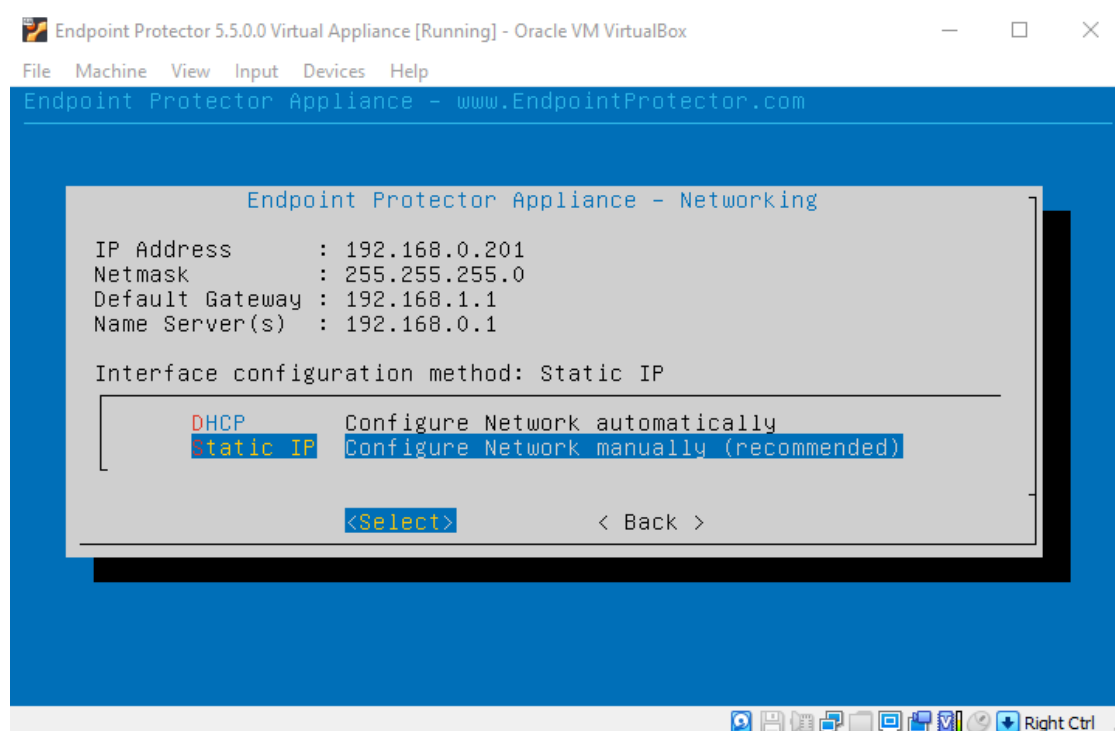 Endpoint Protector 5.5.0.0 Virtual Appliance [Running] - Oracle VM VirtualBox
File Machine View Input Devices Help
Endpoint Protector Appliance - www.EndpointProtector.com
Endpoint Protector Appliance - Networking
IP Address : 192.168.0.201
Netmask : 255.255.255.0
Default Gateway : 192.168.1.1
Name Server(s) : 192.168.0.1
Interface configuration method: Static IP
DHCP Configure Network automatically
Static IP Configure Network manually (recommended)
<Select> < Back >
Right Ctrl